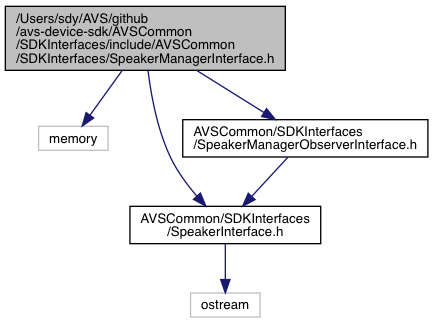 /Users/sdy/AVS/github
/avs-device-sdk/AVSCommon
/SDKInterfaces/include/AVSCommon
/SDKInterfaces/SpeakerManagerInterface.h
memory
AVSCommon/SDKInterfaces
/SpeakerManagerObserverInterface.h
AVSCommon/SDKInterfaces
/SpeakerInterface.h
ostream